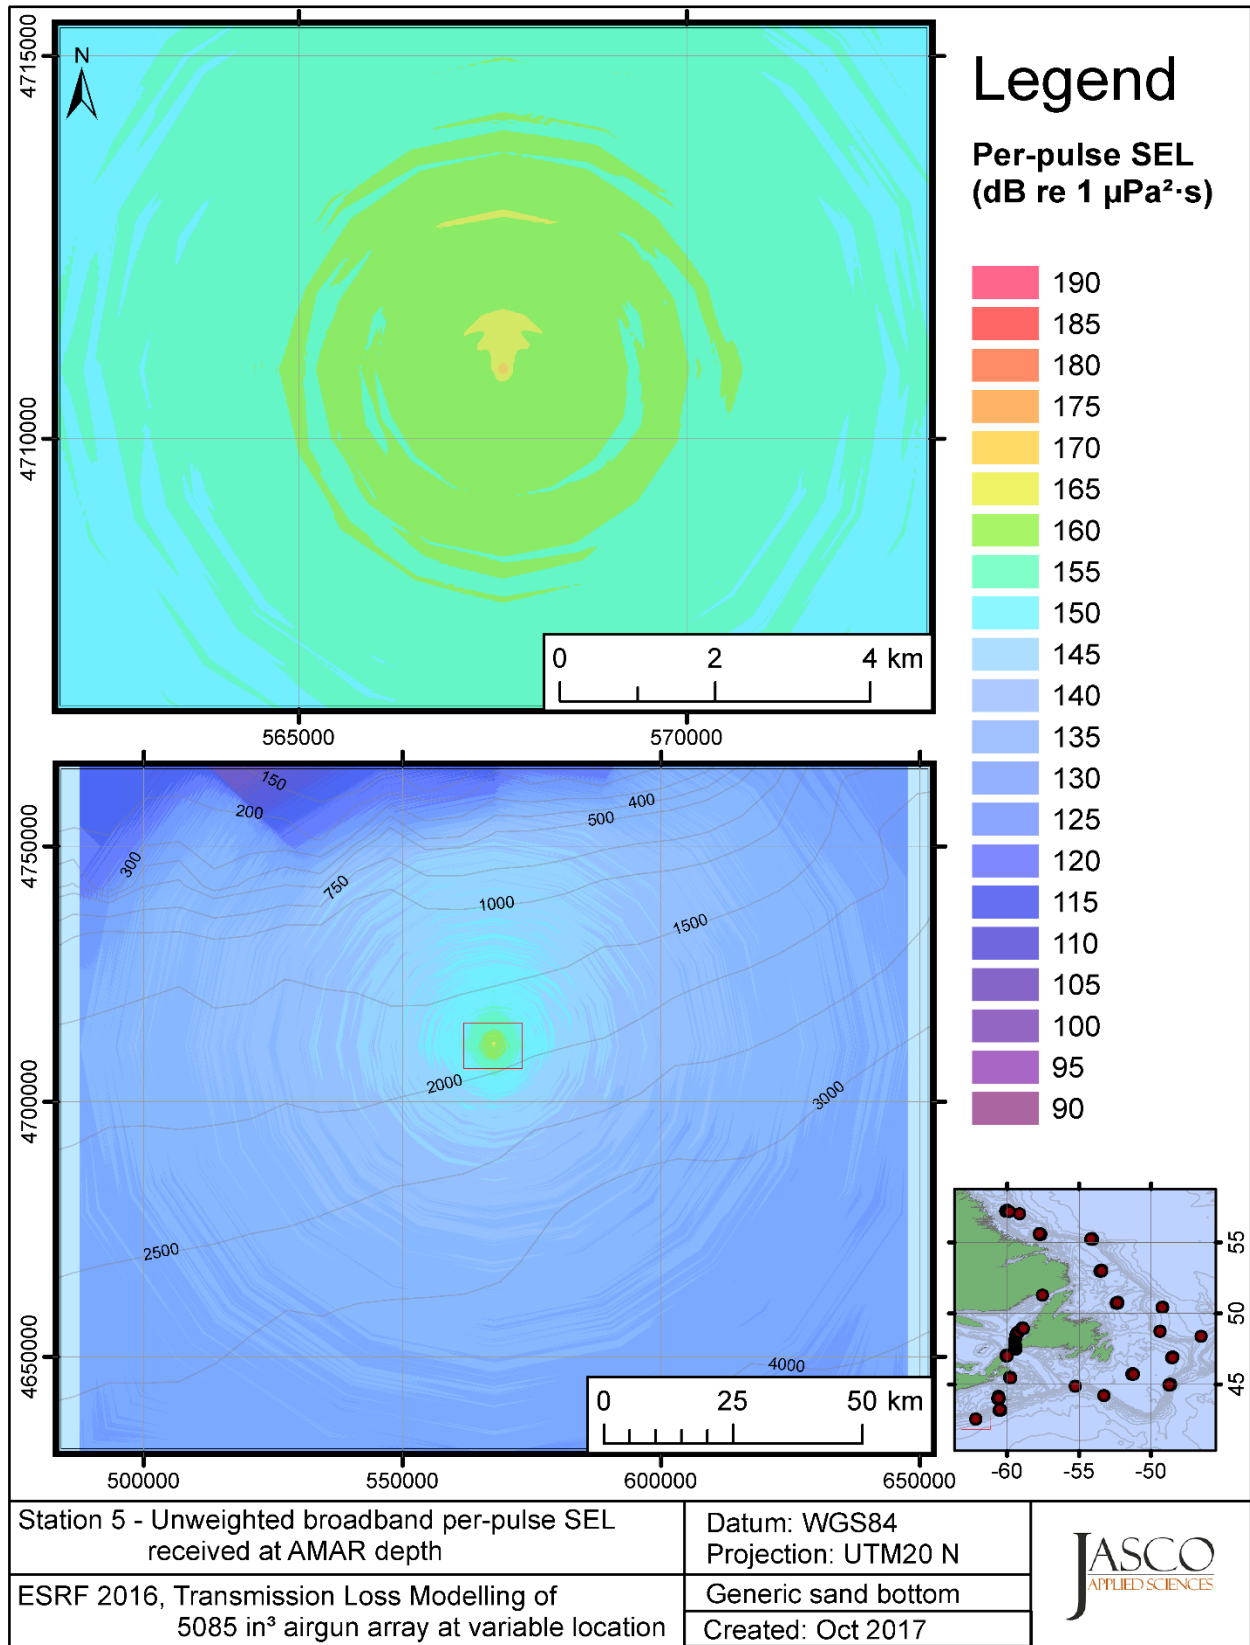 N
4715000
4710000
0 2 4 km
565000 570000
Legend
Per-pulse SEL
(dB re 1 µPa²·s)
190
185
180
175
170
165
160
155
150
145
140
135
130
125
120
115
110
105
100
95
90
150
200
300
400
500
750
1000
1500
2000
2500
3000
4000
4750000
4700000
4650000
0 25 50 km
500000 550000 600000 650000
55
50
45
-60 -55 -50
Station 5 - Unweighted broadband per-pulse SEL
received at AMAR depth
ESRF 2016, Transmission Loss Modelling of
5085 in³ airgun array at variable location
Datum: WGS84
Projection: UTM20 N
Generic sand bottom
Created: Oct 2017
JASCO
APPLIED SCIENCES